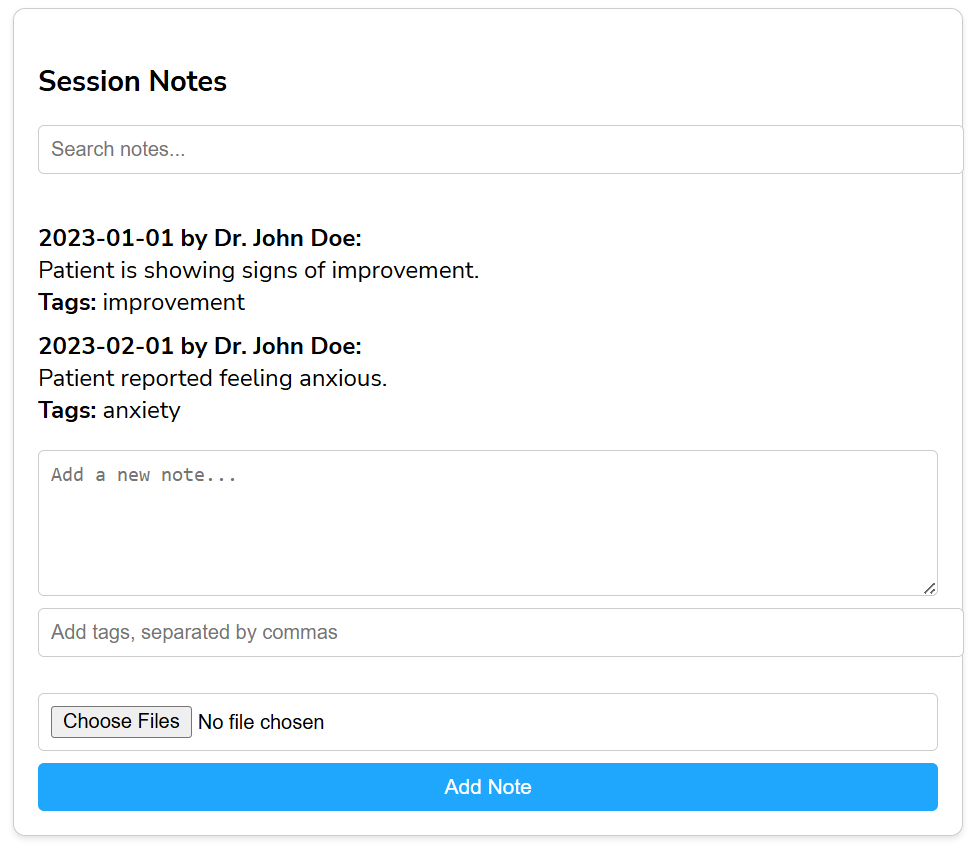 Session Notes
Search notes...
2023-01-01 by Dr. John Doe:
Patient is showing signs of improvement.
Tags: improvement
2023-02-01 by Dr. John Doe:
Patient reported feeling anxious.
Tags: anxiety
Add a new note...
Add tags, separated by commas
Choose Files No file chosen
Add Note